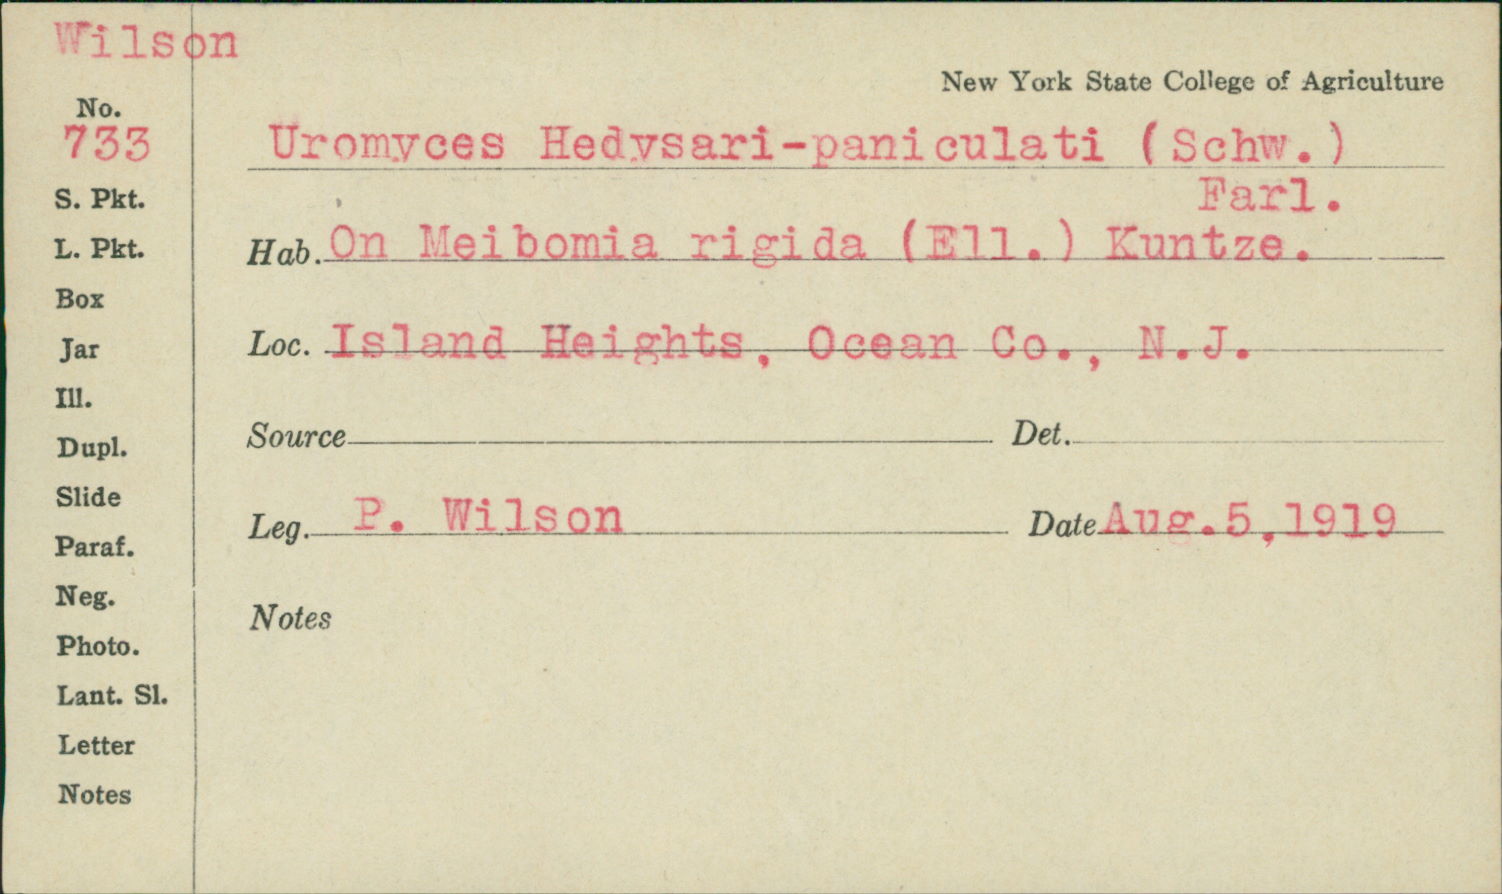 Wilson
New York State College of Agriculture
No.
733
Uromyces Hedysari-paniculati (Schw.)
Farl.
S. Pkt.
L. Pkt.
Hab. On Meibomia rigida (Ell.) Kuntze.
Box
Jar
Loc. Island Heights, Ocean Co., N.J.
Ill.
Dupl.
Source Det.
Slide
Leg. P. Wilson Date Aug.5,1919
Paraf.
Neg.
Notes
Photo.
Lant. Sl.
Letter
Notes